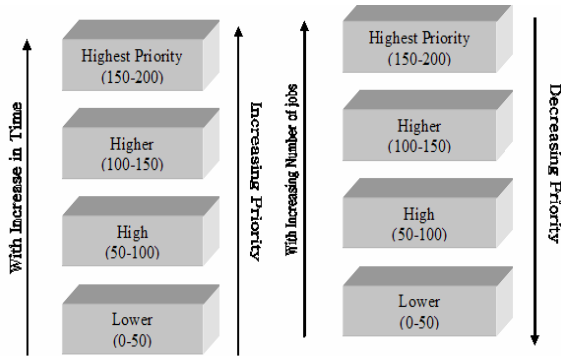 With Increase in Time
Highest Priority
(150-200)
Higher
(100-150)
High
(50-100)
Lower
(0-50)
Increasing Priority
With Increasing Number of jobs
Highest Priority
(150-200)
Higher
(100-150)
High
(50-100)
Lower
(0-50)
Decreasing Priority